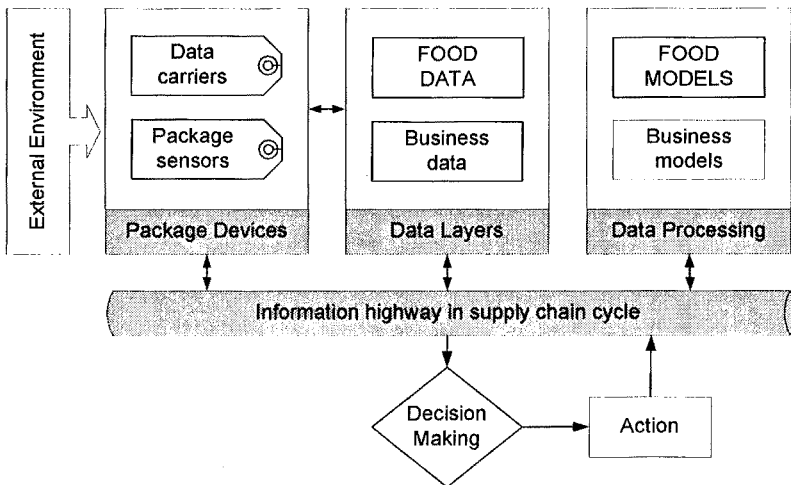 External Environment
Data
carriers
Package
sensors
Package Devices
FOOD
DATA
Business
data
Data Layers
FOOD
MODELS
Business
models
Data Processing
Information highway in supply chain cycle
Decision
Making
Action